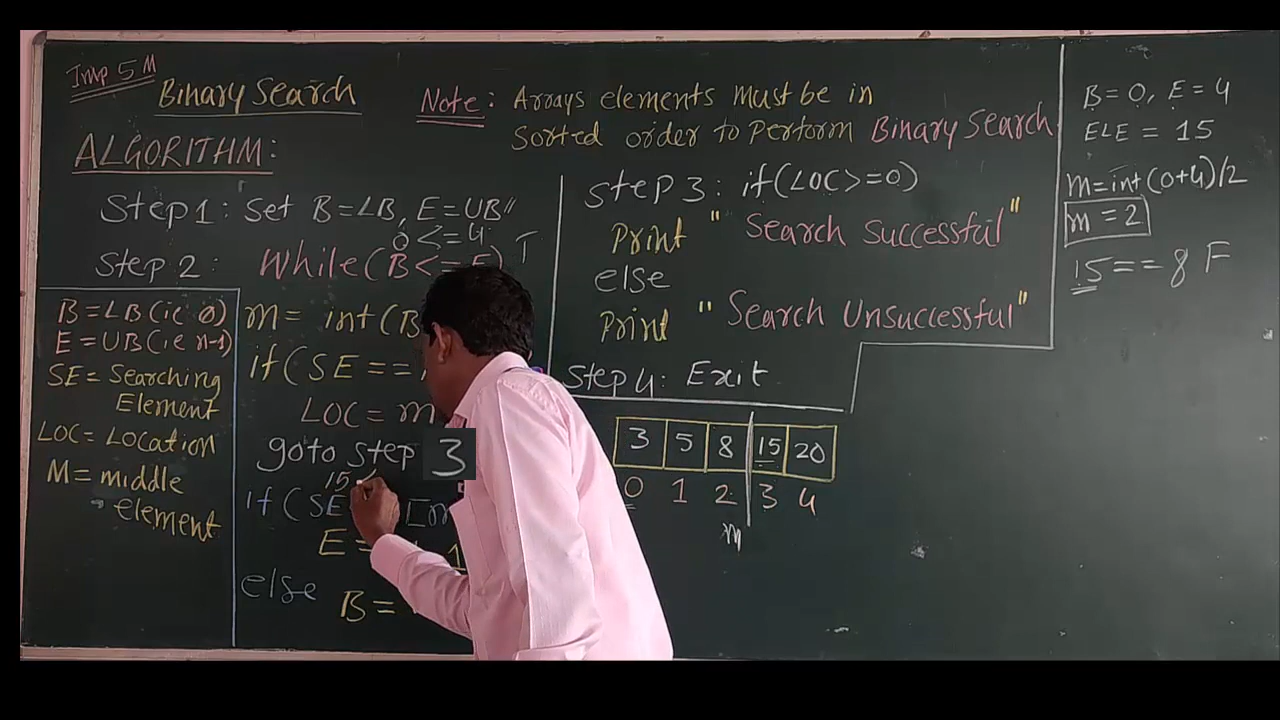 Imp 5 M
Binary Search
Note: Arrays elements Must be in
Sorted order to Perform Binary Search
ALGORITHM:
Step 1: Set B=LB, E=UB
0<=4 T
Step 2: While(B<=E)
m= int(B
if(SE ==
LOC= m
goto step 3
15
if(SE
E=
1
else B=
B=LB(ie 0)
E=UB(ie n-1)
SE= Searching
Element
LOC= LOcation
M= middle
element
Step 3: if(LOC>=0)
Print " Search Successful"
else
Print " Search Unsuccessful"
Step 4: Exit
3 5 8 15 20
0 1 2 3 4
m
B=0, E=4
ELE = 15
m=int(0+4)/2
m=2
15==8 F